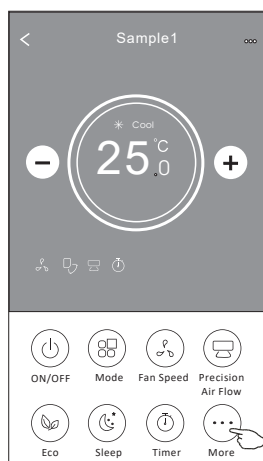 Sample1
Cool
25.0°C
ON/OFF Mode Fan Speed Precision Air Flow
Eco Sleep Timer More